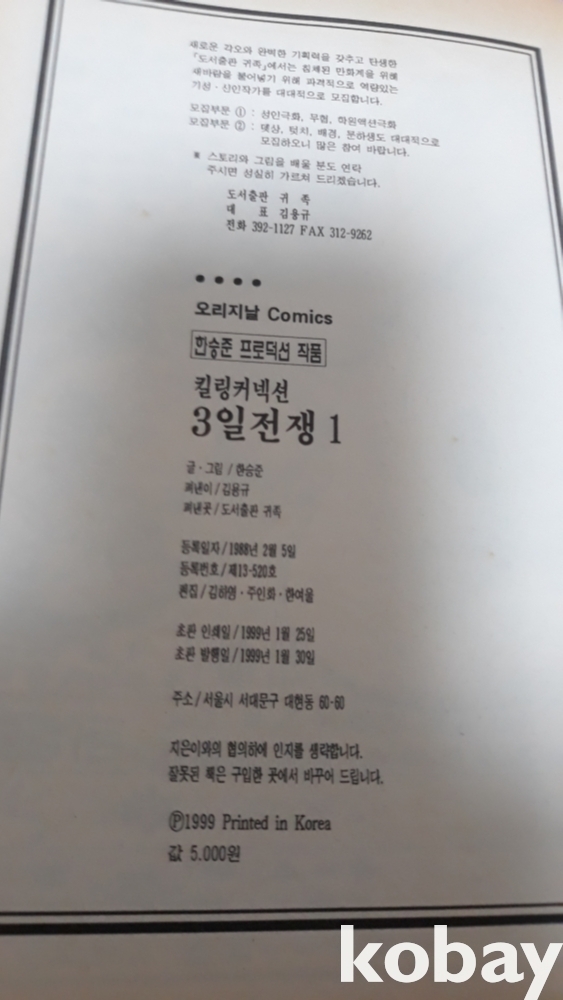 새로운 각오와 완벽한 기획력을 갖추고 탄생한
「도서출판 귀족」에서는 침체된 만화계를 위해
새바람을 불어넣기 위해 파격적으로 역량있는
기성·신인작가를 대대적으로 모집합니다.
모집부문 ① : 성인극화, 무협, 학원액션극화
모집부문 ② : 뎃상, 텃치, 배경, 문하생도 대대적으로
모집하오니 많은 참여 바랍니다.
※ 스토리와 그림을 배울 분도 연락
주시면 성실히 가르쳐 드리겠습니다.
도서출판 귀 족
대 표 김용규
전화 392-1127 FAX 312-9262
● ● ● ●
오리지날 Comics
한승준 프로덕션 작품
킬링커넥션
3일전쟁 1
글·그림 / 한승준
펴낸이 / 김용규
펴낸곳 / 도서출판 귀족
등록일자 / 1988년 2월 5일
등록번호 / 제13-520호
편집 / 김하영·주인화·한여울
초판 인쇄일 / 1999년 1월 25일
초판 발행일 / 1999년 1월 30일
주소 / 서울시 서대문구 대현동 60-60
지은이와의 협의하에 인지를 생략합니다.
잘못된 책은 구입한 곳에서 바꾸어 드립니다.
Ⓟ1999 Printed in Korea
값 5.000원
kobay